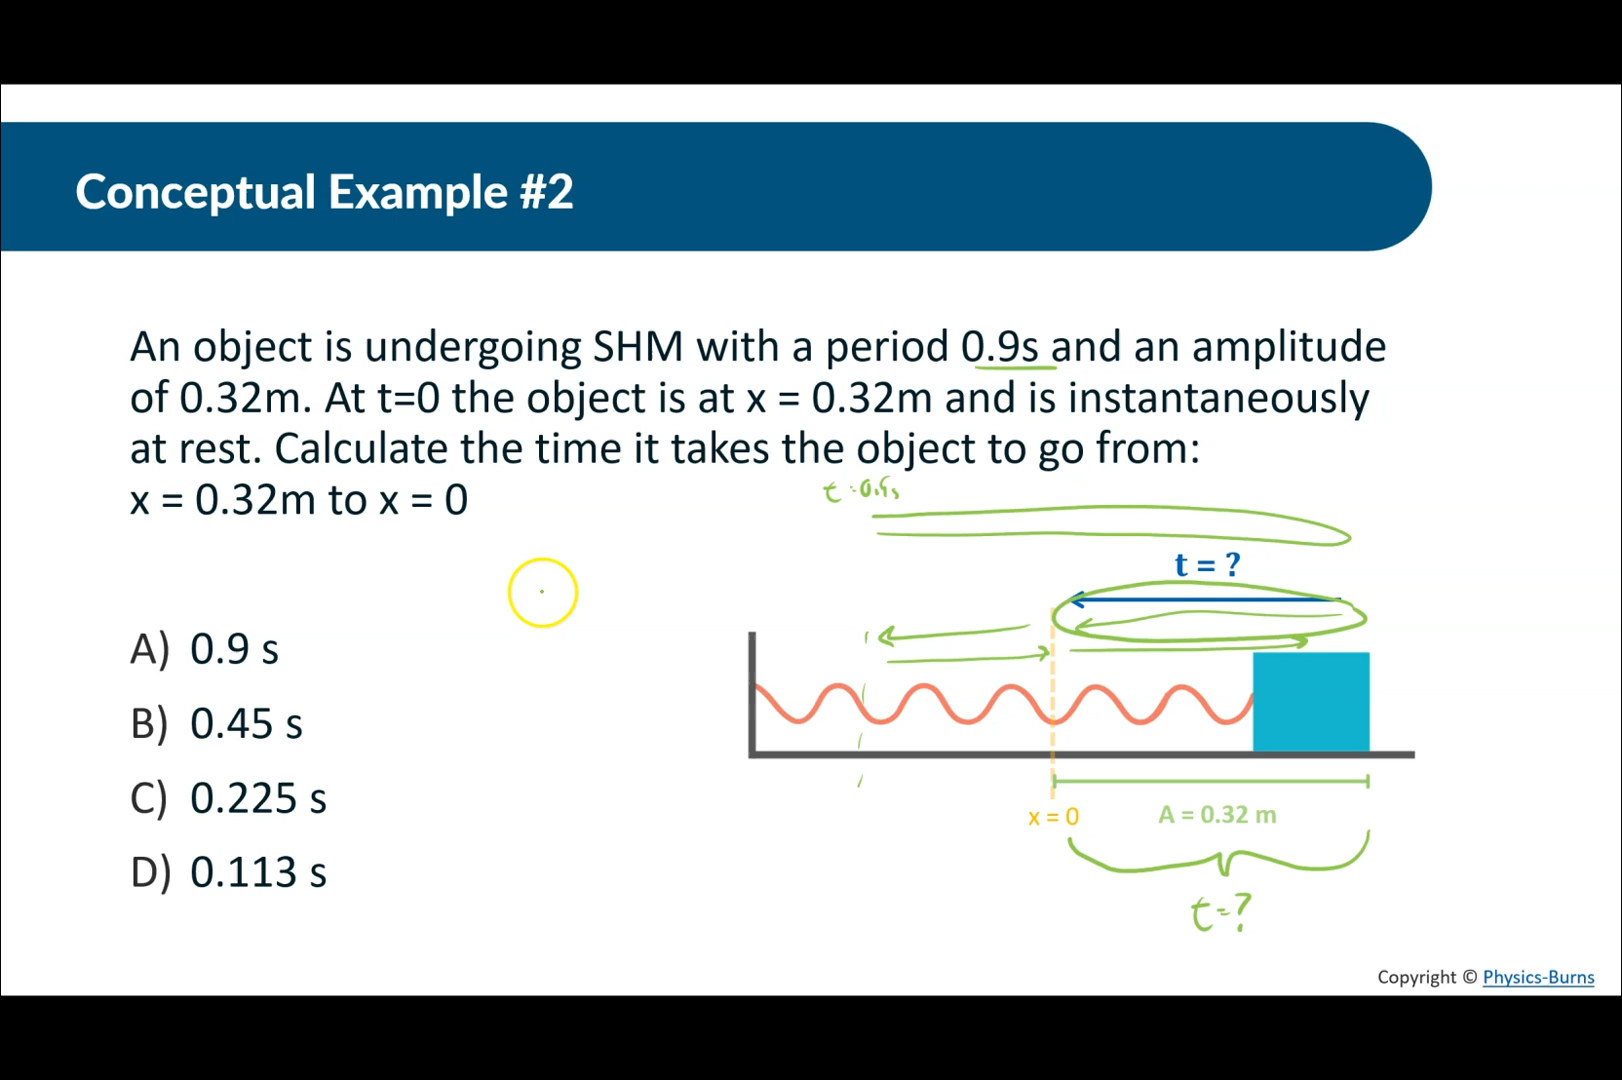 Conceptual Example #2
An object is undergoing SHM with a period 0.9s and an amplitude
of 0.32m. At t=0 the object is at x = 0.32m and is instantaneously
at rest. Calculate the time it takes the object to go from:
x = 0.32m to x = 0
t = 0.9s
t = ?
A) 0.9 s
B) 0.45 s
C) 0.225 s
D) 0.113 s
x = 0
A = 0.32 m
t=?
Copyright © Physics-Burns